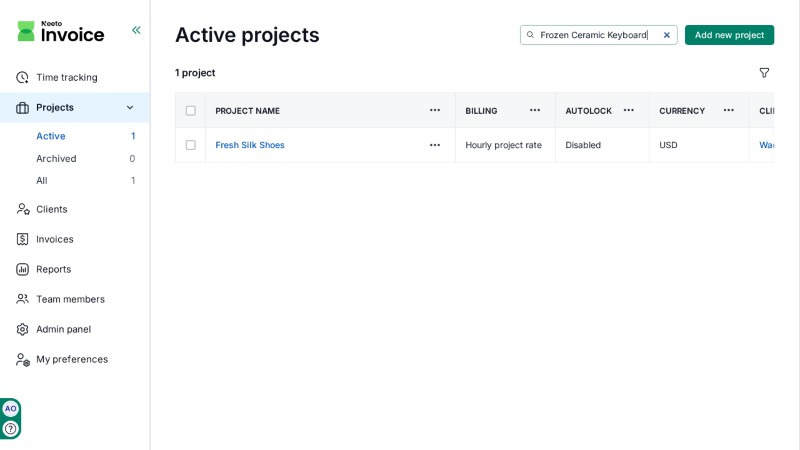 Neeto
Invoice
Time tracking
Projects
Active 1
Archived 0
All 1
Clients
Invoices
Reports
Team members
Admin panel
My preferences
AO
Active projects
Frozen Ceramic Keyboard
Add new project
1 project
PROJECT NAME BILLING AUTOLOCK CURRENCY CLI
Fresh Silk Shoes Hourly project rate Disabled USD Wa